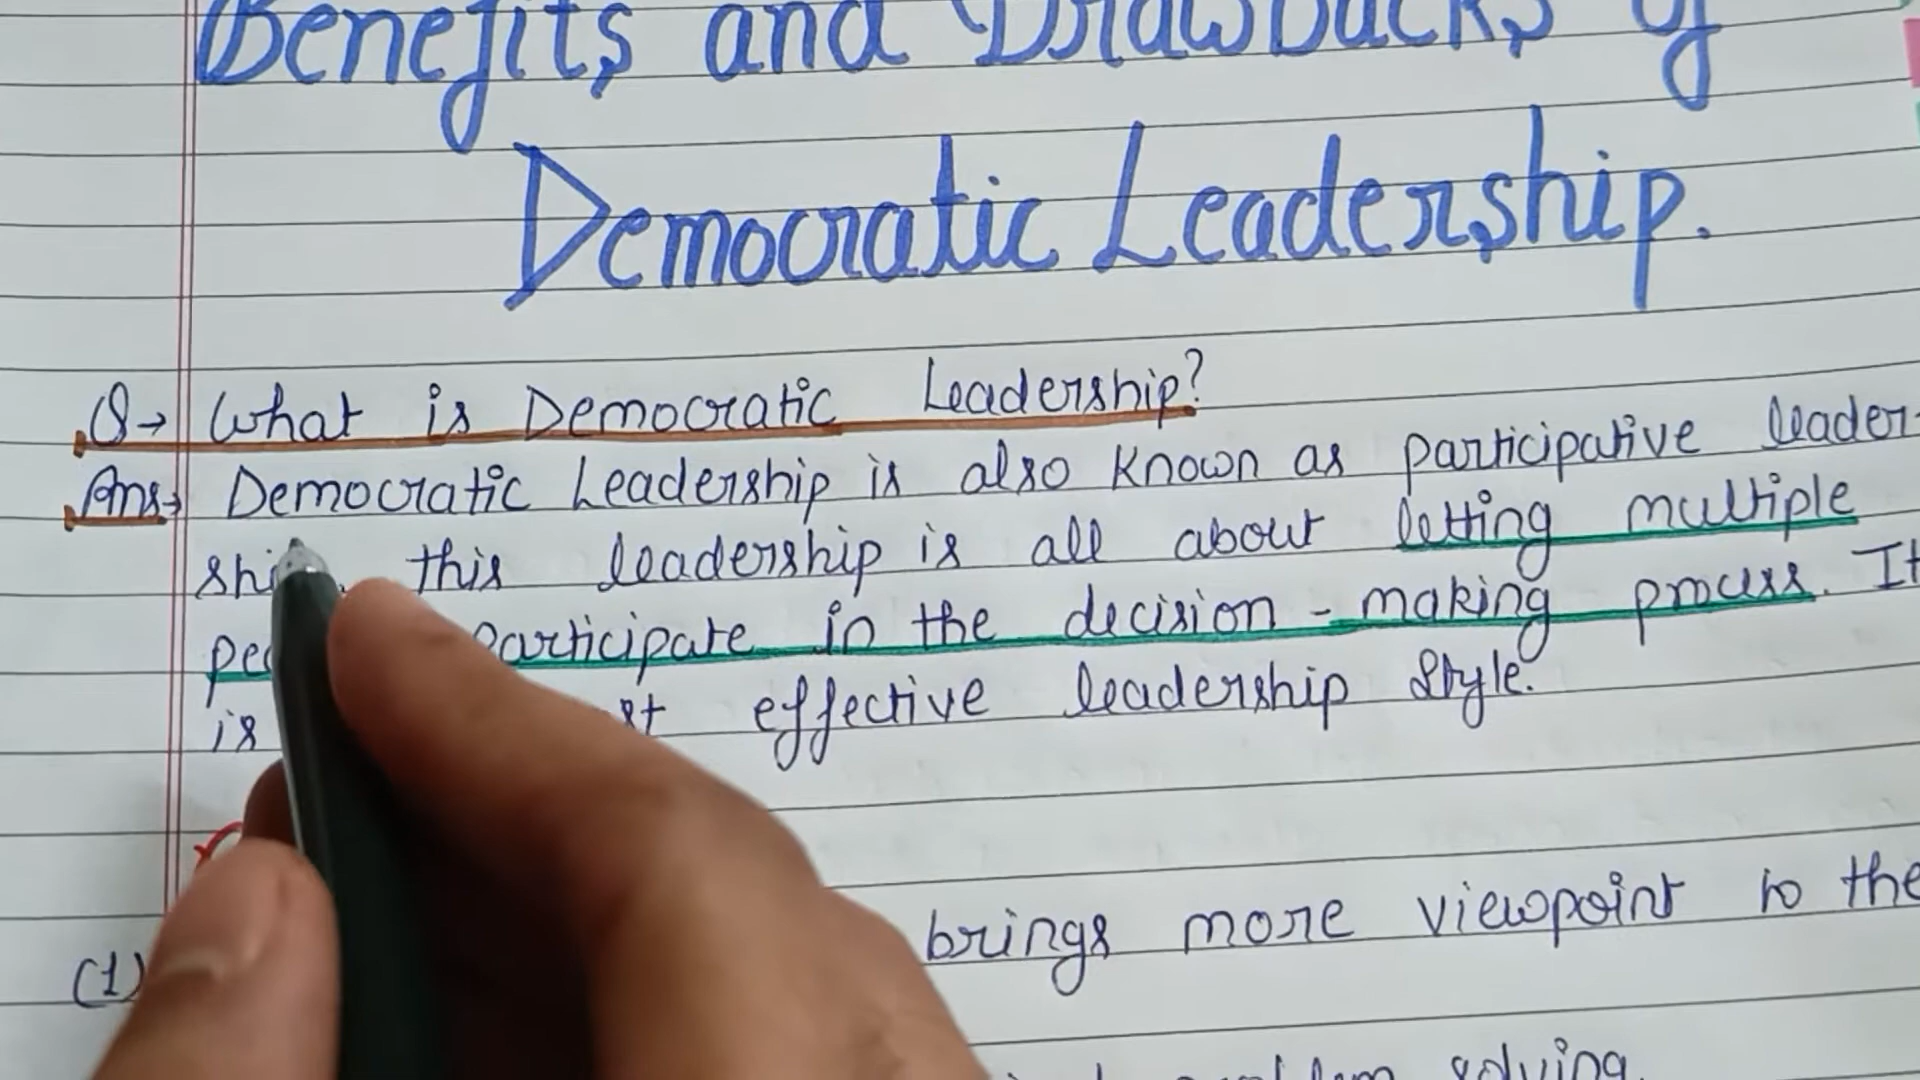 Benefits and Drawbacks of
Democratic Leadership.
Q→ What is Democratic Leadership?
Ans→ Democratic Leadership is also known as participative leader-
this leadership is all about letting multiple
participate in the decision-making process. It
is effective leadership style.
(1) brings more viewpoint to the
solving.